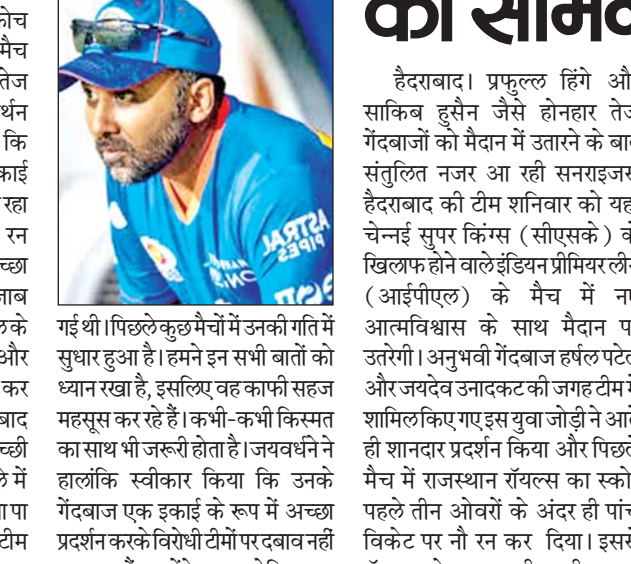 कोच
मैच
तेज
र्थन
कि
काई
रहा
रन
च्छा
जाब
लके
और
कर
बाद
च्छी
ले में
पा पा
टीम
ASTRAL
PIPES
गई थी। पिछले कुछ मैचों में उनकी गति में
सुधार हुआ है। हमने इन सभी बातों को
ध्यान रखा है, इसलिए वह काफी सहज
महसूस कर रहे हैं। कभी-कभी किस्मत
का साथ भी जरूरी होता है। जयवर्धने ने
हालांकि स्वीकार किया कि उनके
गेंदबाज एक इकाई के रूप में अच्छा
प्रदर्शन करके विरोधी टीमों पर दबाव नहीं
हैदराबाद। प्रफुल्ल हिंगे औ
साकिब हुसैन जैसे होनहार तेज
गेंदबाजों को मैदान में उतारने के बाद
संतुलित नजर आ रही सनराइजर्स
हैदराबाद की टीम शनिवार को यहां
चेन्नई सुपर किंग्स (सीएसके) के
खिलाफ होने वाले इंडियन प्रीमियर ली
(आईपीएल) के मैच में नए
आत्मविश्वास के साथ मैदान प
उतरेगी। अनुभवी गेंदबाज हर्षल पटेल
और जयदेव उनादकट की जगह टीम में
शामिल किए गए इस युवा जोड़ी ने आते
ही शानदार प्रदर्शन किया और पिछले
मैच में राजस्थान रॉयल्स का स्को
पहले तीन ओवरों के अंदर ही पांच
विकेट पर नौ रन कर दिया। इससे